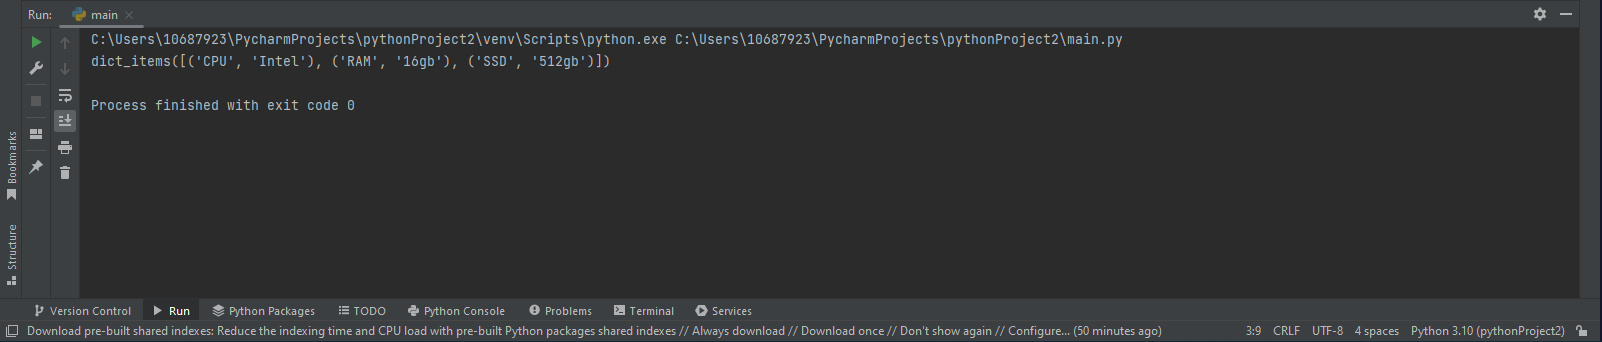 Run: main
C:\Users\10687923\PycharmProjects\pythonProject2\venv\Scripts\python.exe C:\Users\10687923\PycharmProjects\pythonProject2\main.py
dict_items([('CPU', 'Intel'), ('RAM', '16gb'), ('SSD', '512gb')])
Process finished with exit code 0
Bookmarks
Structure
Version Control Run Python Packages TODO Python Console Problems Terminal Services
Download pre-built shared indexes: Reduce the indexing time and CPU load with pre-built Python packages shared indexes // Always download // Download once // Don't show again // Configure... (50 minutes ago) 3:9 CRLF UTF-8 4 spaces Python 3.10 (pythonProject2)